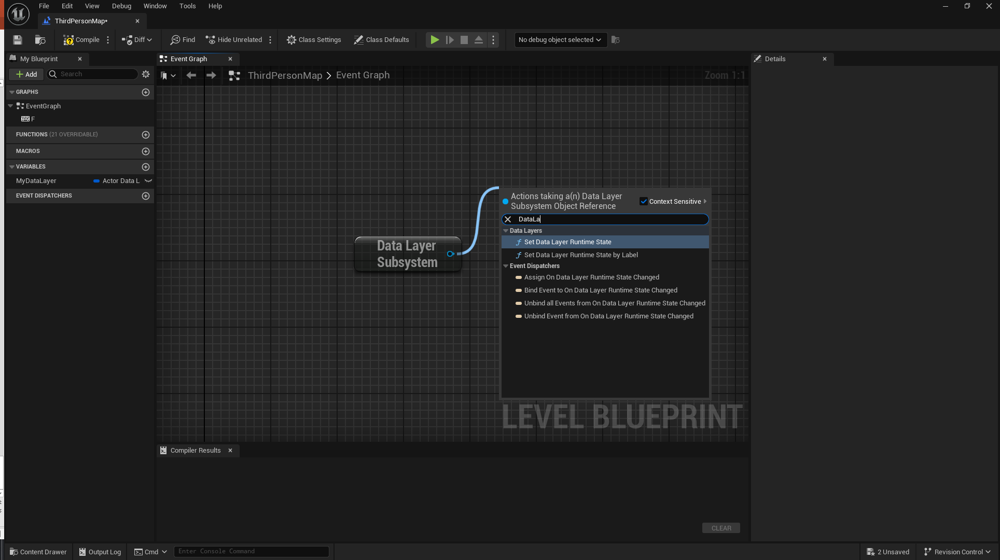 File Edit View Debug Window Tools Help
ThirdPersonMap*
Compile Diff Find Hide Unrelated Class Settings Class Defaults No debug object selected
My Blueprint
Add Search
GRAPHS
EventGraph
F
FUNCTIONS (21 OVERRIDABLE)
MACROS
VARIABLES
MyDataLayer Actor Data L
EVENT DISPATCHERS
Event Graph
ThirdPersonMap > Event Graph
Zoom 1:1
Data Layer
Subsystem
Actions taking a(n) Data Layer
Subsystem Object Reference
Context Sensitive
DataLa
Data Layers
Set Data Layer Runtime State
Set Data Layer Runtime State by Label
Event Dispatchers
Assign On Data Layer Runtime State Changed
Bind Event to On Data Layer Runtime State Changed
Unbind all Events from On Data Layer Runtime State Changed
Unbind Event from On Data Layer Runtime State Changed
LEVEL BLUEPRINT
Compiler Results
CLEAR
Details
Content Drawer Output Log Cmd Enter Console Command 2 Unsaved Revision Control